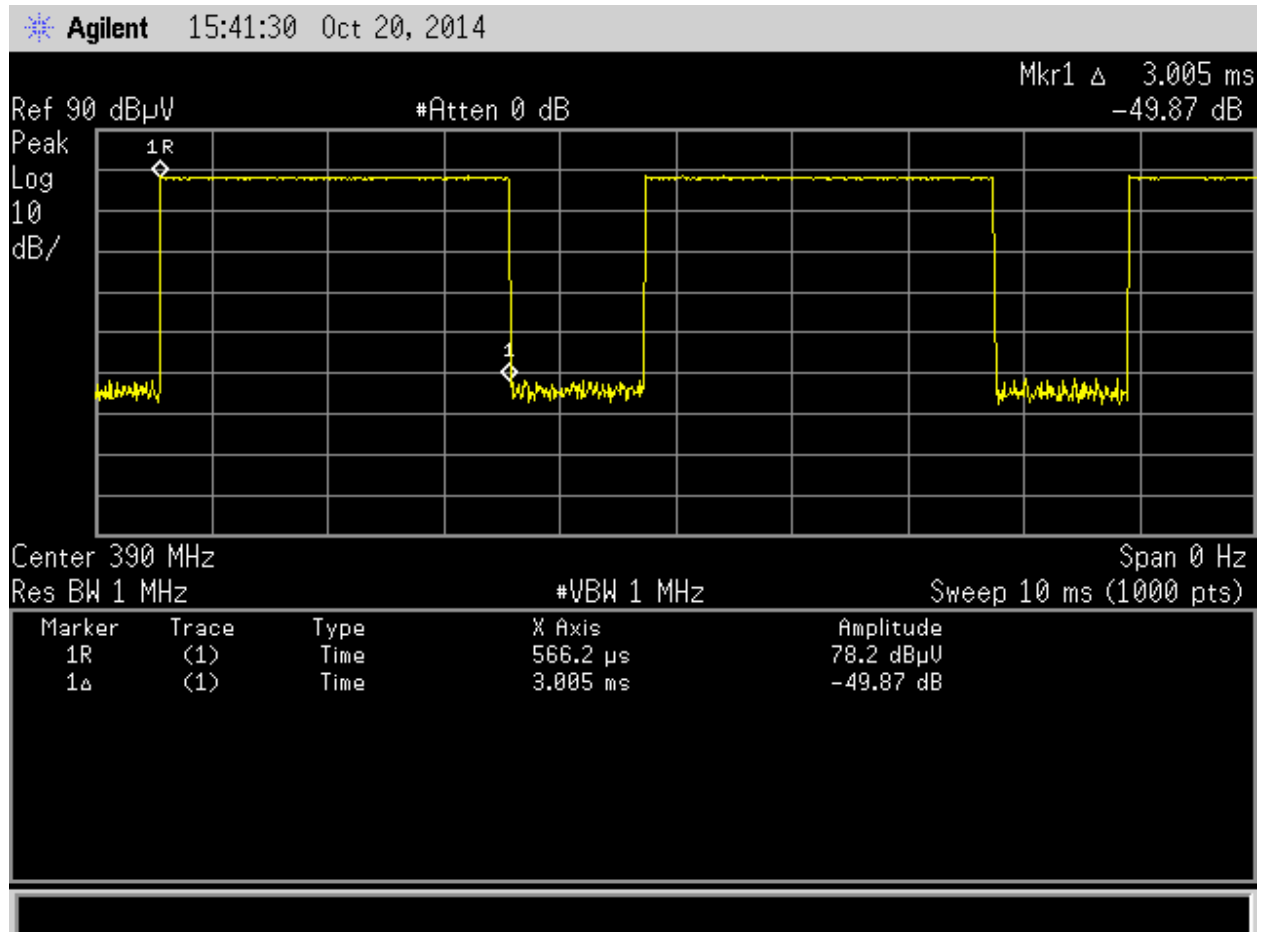 Agilent 15:41:30 Oct 20, 2014
Mkr1 Δ 3.005 ms
Ref 90 dBµV #Atten 0 dB -49.87 dB
Peak
Log
10
dB/
1R
1
Center 390 MHz Span 0 Hz
Res BW 1 MHz #VBW 1 MHz Sweep 10 ms (1000 pts)
Marker Trace Type X Axis Amplitude
1R (1) Time 566.2 µs 78.2 dBµV
1Δ (1) Time 3.005 ms -49.87 dB